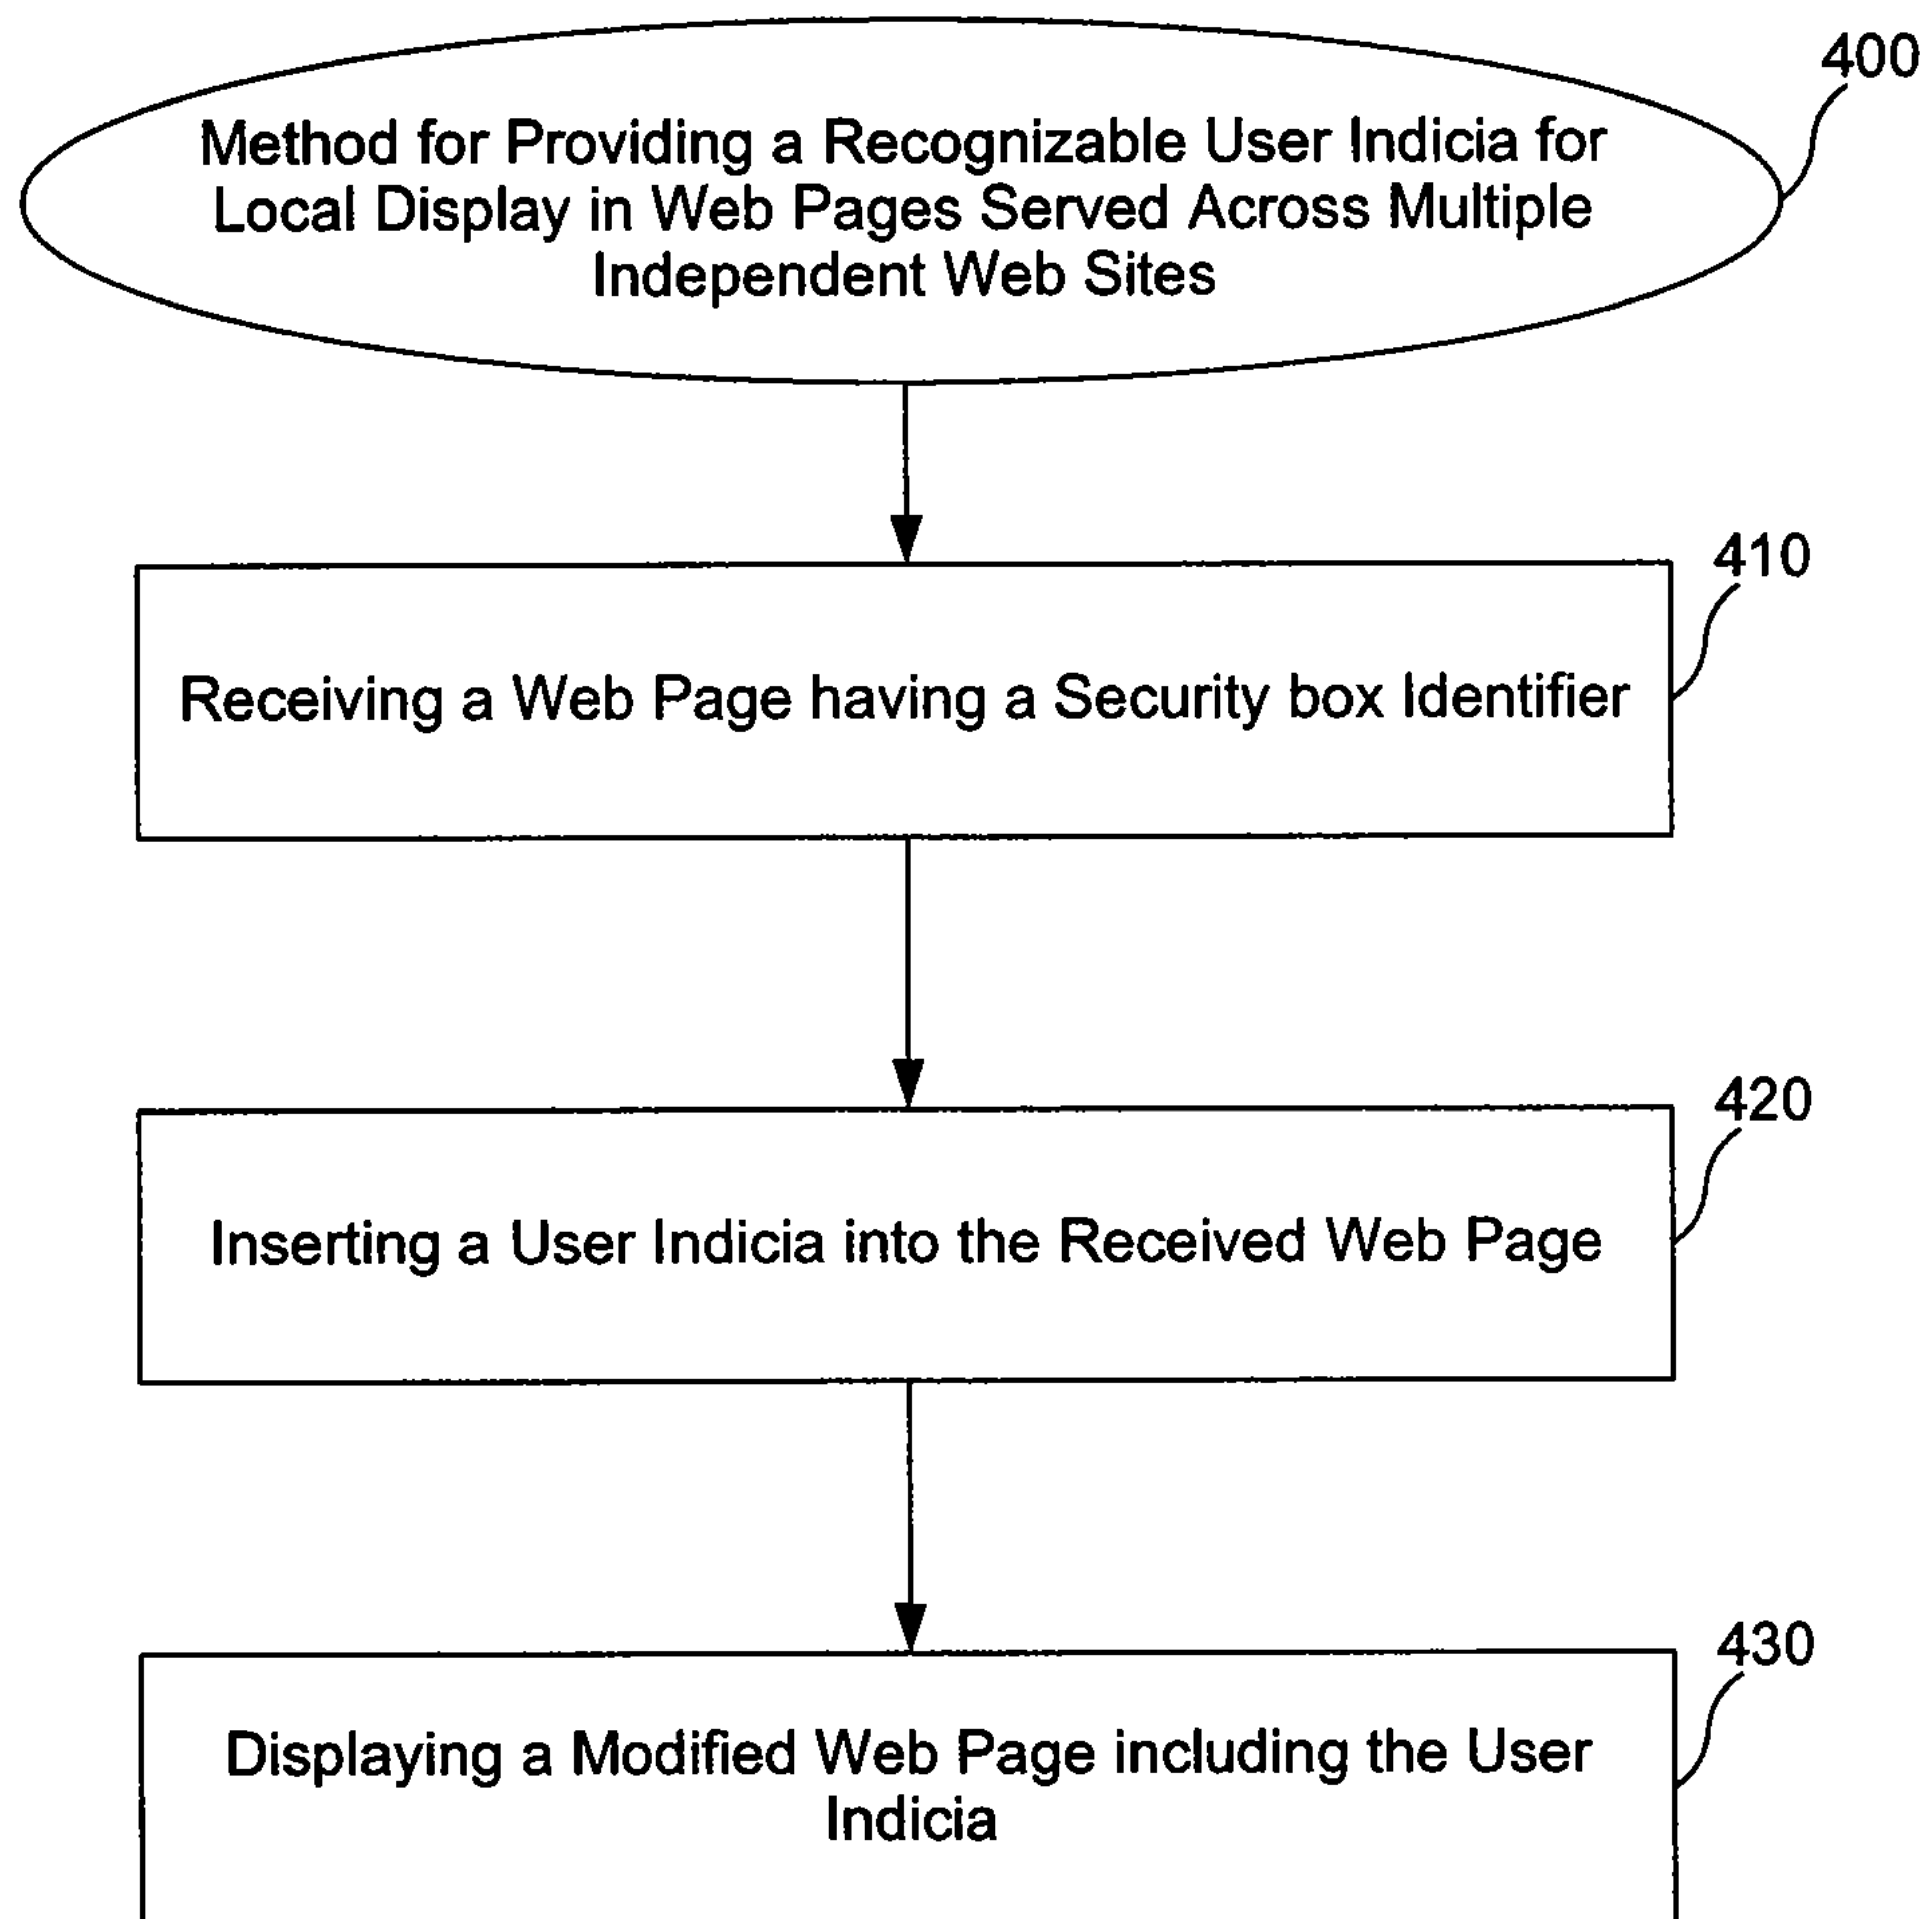 400
Method for Providing a Recognizable User Indicia for
Local Display in Web Pages Served Across Multiple
Independent Web Sites
410
Receiving a Web Page having a Security box Identifier
420
Inserting a User Indicia into the Received Web Page
430
Displaying a Modified Web Page including the User
Indicia